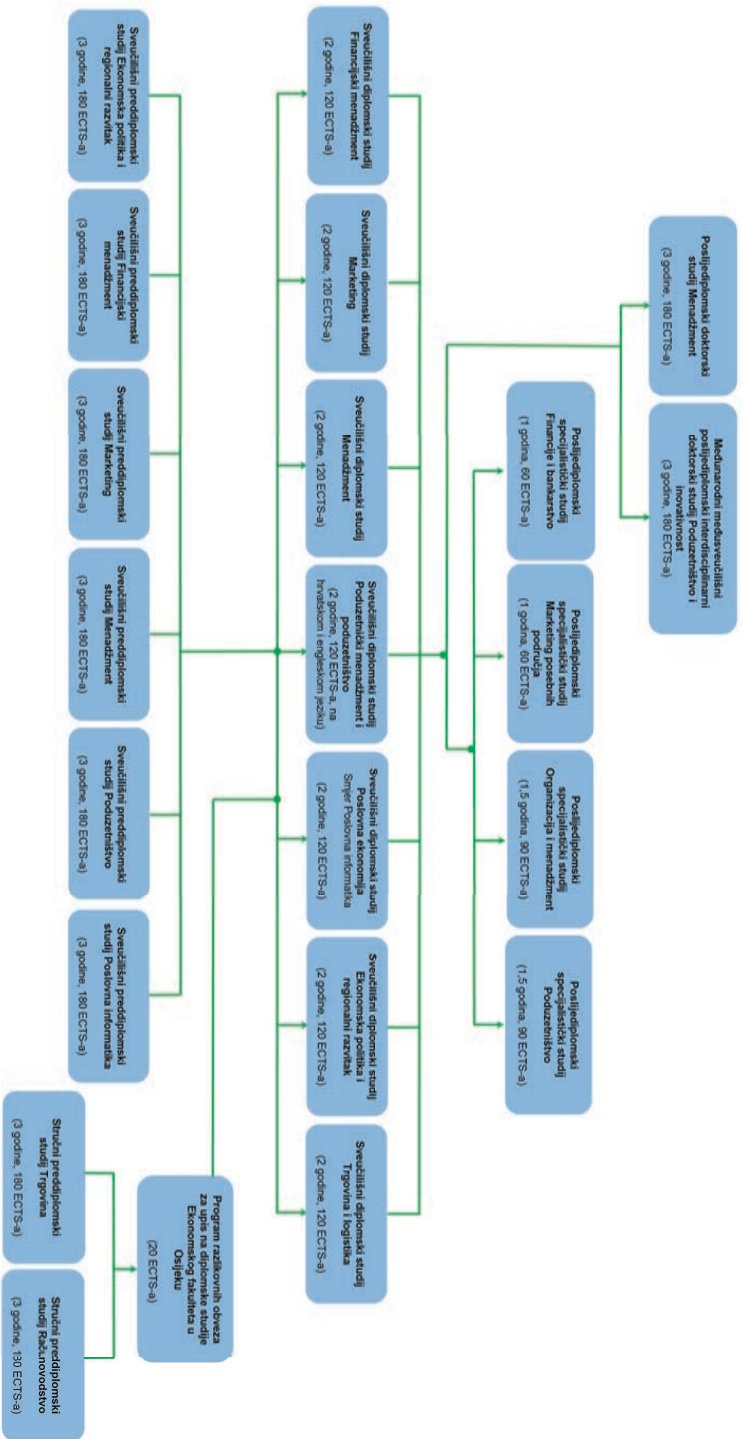 Poslijediplomski doktorski
studij Menadžment
(3 godine, 180 ECTS-a)
Međunarodni međusveučilišni
poslijediplomski interdisciplinarni
doktorski studij Poduzetništvo i
inovativnost
(3 godine, 180 ECTS-a)
Poslijediplomski
specijalistički studij
Financije i bankarstvo
(1 godina, 60 ECTS-a)
Poslijediplomski
specijalistički studij
Marketing posebnih
područja
(1 godina, 60 ECTS-a)
Poslijediplomski
specijalistički studij
Organizacija i menadžment
(1,5 godina, 90 ECTS-a)
Poslijediplomski
specijalistički studij
Poduzetništvo
(1,5 godina, 90 ECTS-a)
Sveučilišni diplomski studij
Financijski menadžment
(2 godine, 120 ECTS-a)
Sveučilišni diplomski studij
Marketing
(2 godine, 120 ECTS-a)
Sveučilišni diplomski studij
Menadžment
(2 godine, 120 ECTS-a)
Sveučilišni diplomski studij
Poduzetnički menadžment i
poduzetništvo
(2 godine, 120 ECTS-a, na
hrvatskom i engleskom jeziku)
Sveučilišni diplomski studij
Poslovna ekonomija
Smjer Poslovna informatika
(2 godine, 120 ECTS-a)
Sveučilišni diplomski studij
Ekonomska politika i
regionalni razvitak
(2 godine, 120 ECTS-a)
Sveučilišni diplomski studij
Trgovina i logistika
(2 godine, 120 ECTS-a)
Program razlikovnih obveza
za upis na diplomske studije
Ekonomskog fakulteta u
Osijeku
(20 ECTS-a)
Sveučilišni preddiplomski
studij Ekonomska politika i
regionalni razvitak
(3 godine, 180 ECTS-a)
Sveučilišni preddiplomski
studij Financijski
menadžment
(3 godine, 180 ECTS-a)
Sveučilišni preddiplomski
studij Marketing
(3 godine, 180 ECTS-a)
Sveučilišni preddiplomski
studij Menadžment
(3 godine, 180 ECTS-a)
Sveučilišni preddiplomski
studij Poduzetništvo
(3 godine, 180 ECTS-a)
Sveučilišni preddiplomski
studij Poslovna informatika
(3 godine, 180 ECTS-a)
Stručni preddiplomski
studij Trgovina
(3 godine, 180 ECTS-a)
Stručni preddiplomski
studij Računovodstvo
(3 godine, 180 ECTS-a)